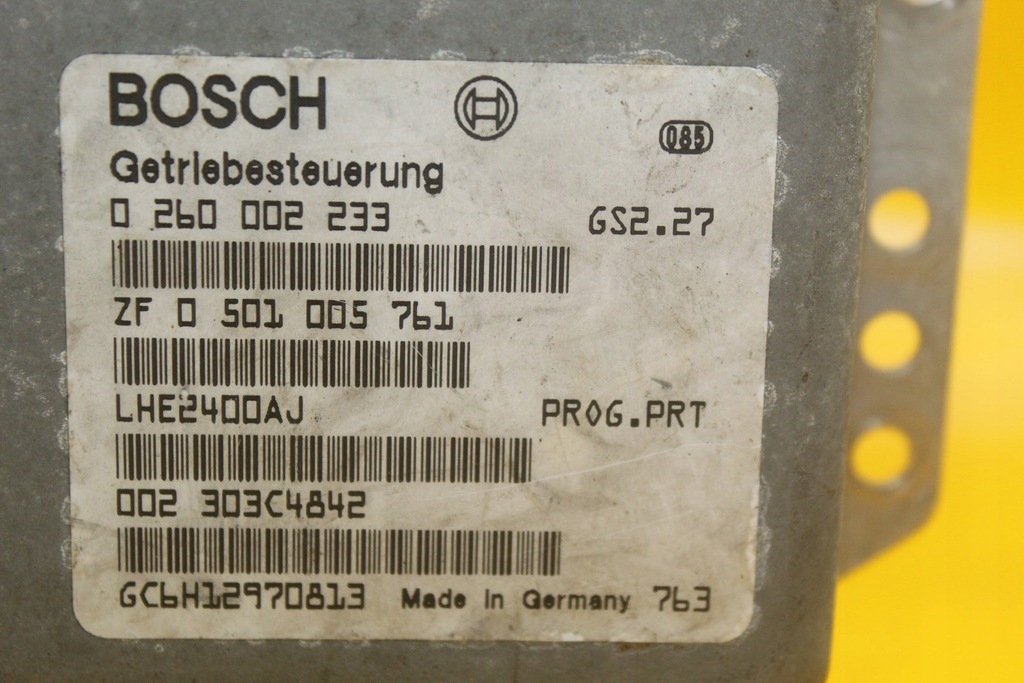 BOSCH
085
Getriebesteuerung
0 260 002 233 GS2.27
ZF 0 501 005 761
LHE2400AJ PROG.PRT
002 303C4842
GC6H12970813 Made in Germany 763